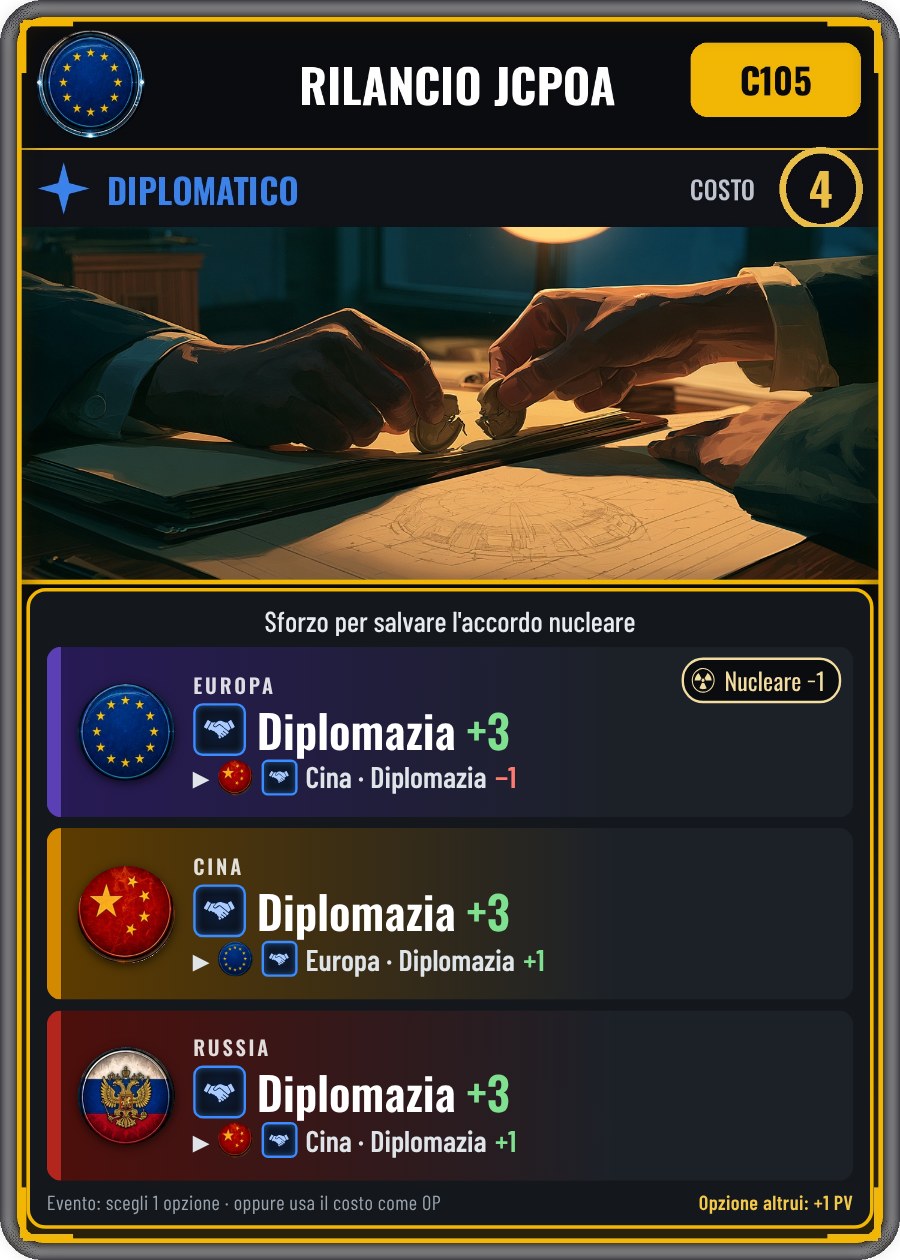 RILANCIO JCPOA
C105
DIPLOMATICO
COSTO
4
Sforzo per salvare l'accordo nucleare
EUROPA
Nucleare −1
Diplomazia +3
▶ Cina · Diplomazia −1
CINA
Diplomazia +3
▶ Europa · Diplomazia +1
RUSSIA
Diplomazia +3
▶ Cina · Diplomazia +1
Evento: scegli 1 opzione · oppure usa il costo come OP
Opzione altrui: +1 PV